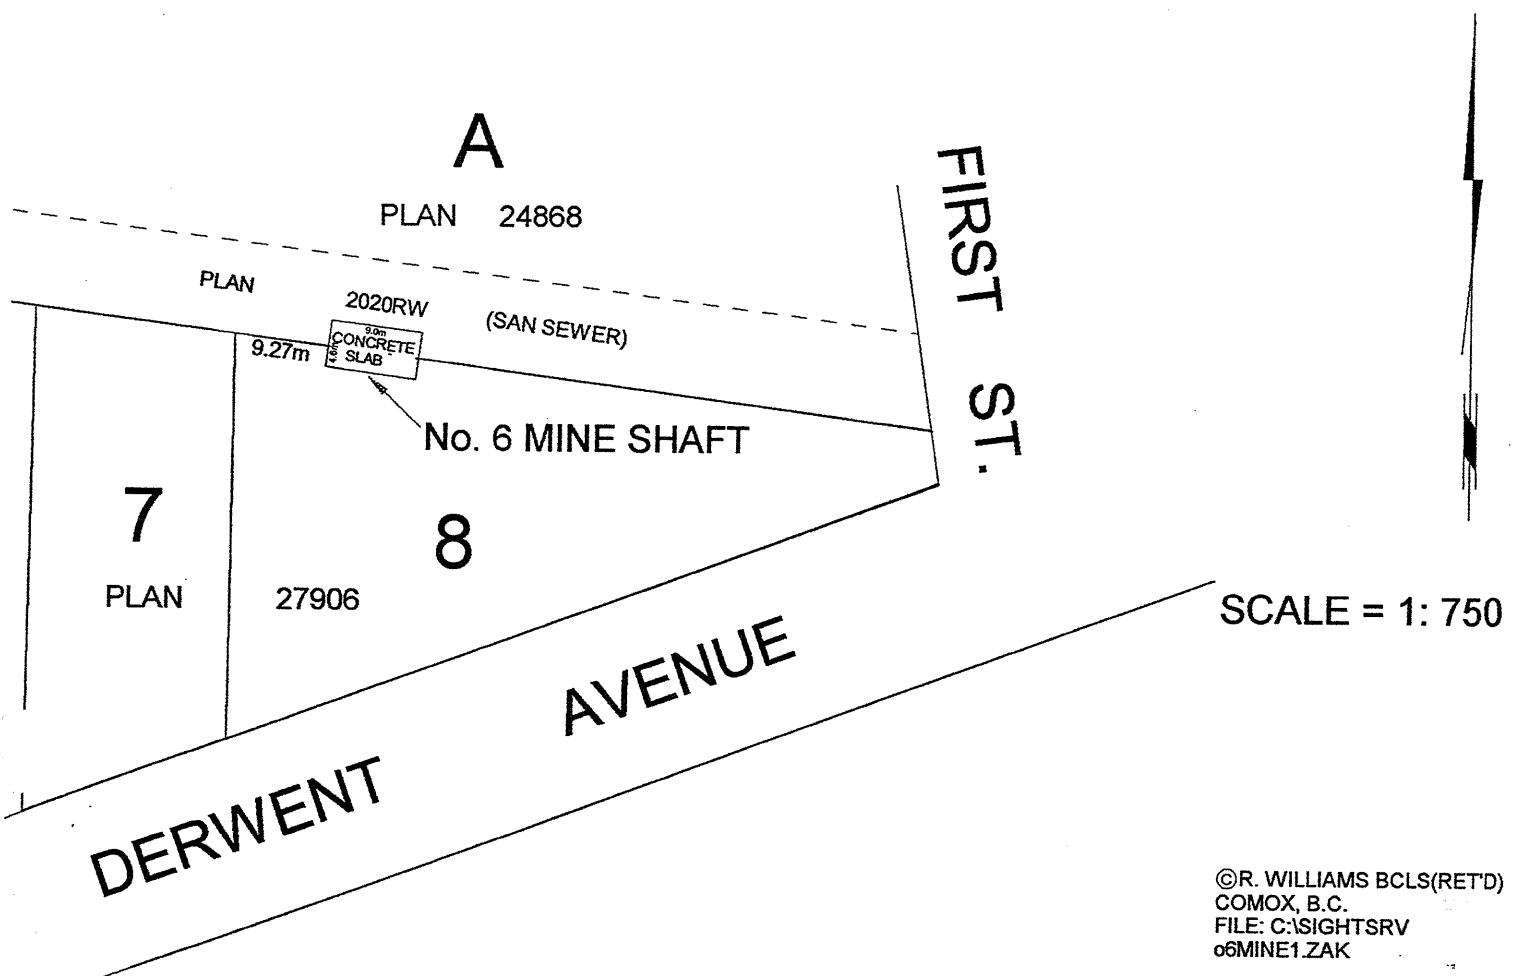 A
PLAN 24868
FIRST ST.
PLAN 2020RW (SAN SEWER)
9.0m
4.6m
CONCRETE
SLAB
9.27m
No. 6 MINE SHAFT
7
8
PLAN 27906
DERWENT AVENUE
SCALE = 1: 750
©R. WILLIAMS BCLS(RET'D)
COMOX, B.C.
FILE: C:\SIGHTSRV
o6MINE1.ZAK